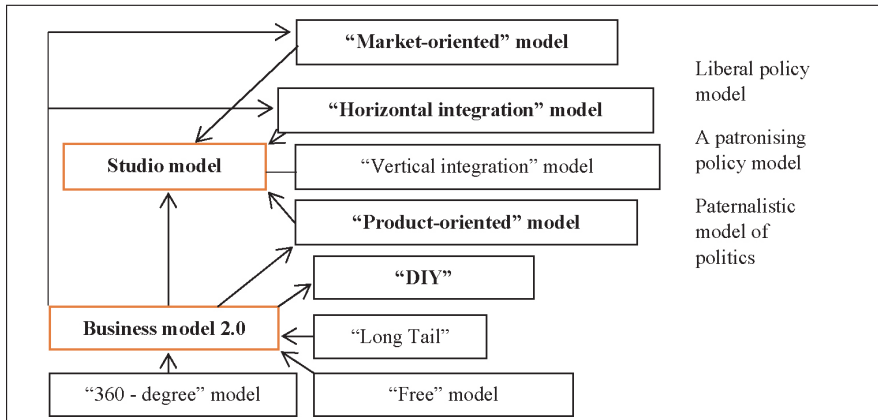 “Market-oriented” model
“Horizontal integration” model
Studio model
“Vertical integration” model
“Product-oriented” model
“DIY”
Business model 2.0
“Long Tail”
“360 - degree” model
“Free” model
Liberal policy
model
A patronising
policy model
Paternalistic
model of
politics